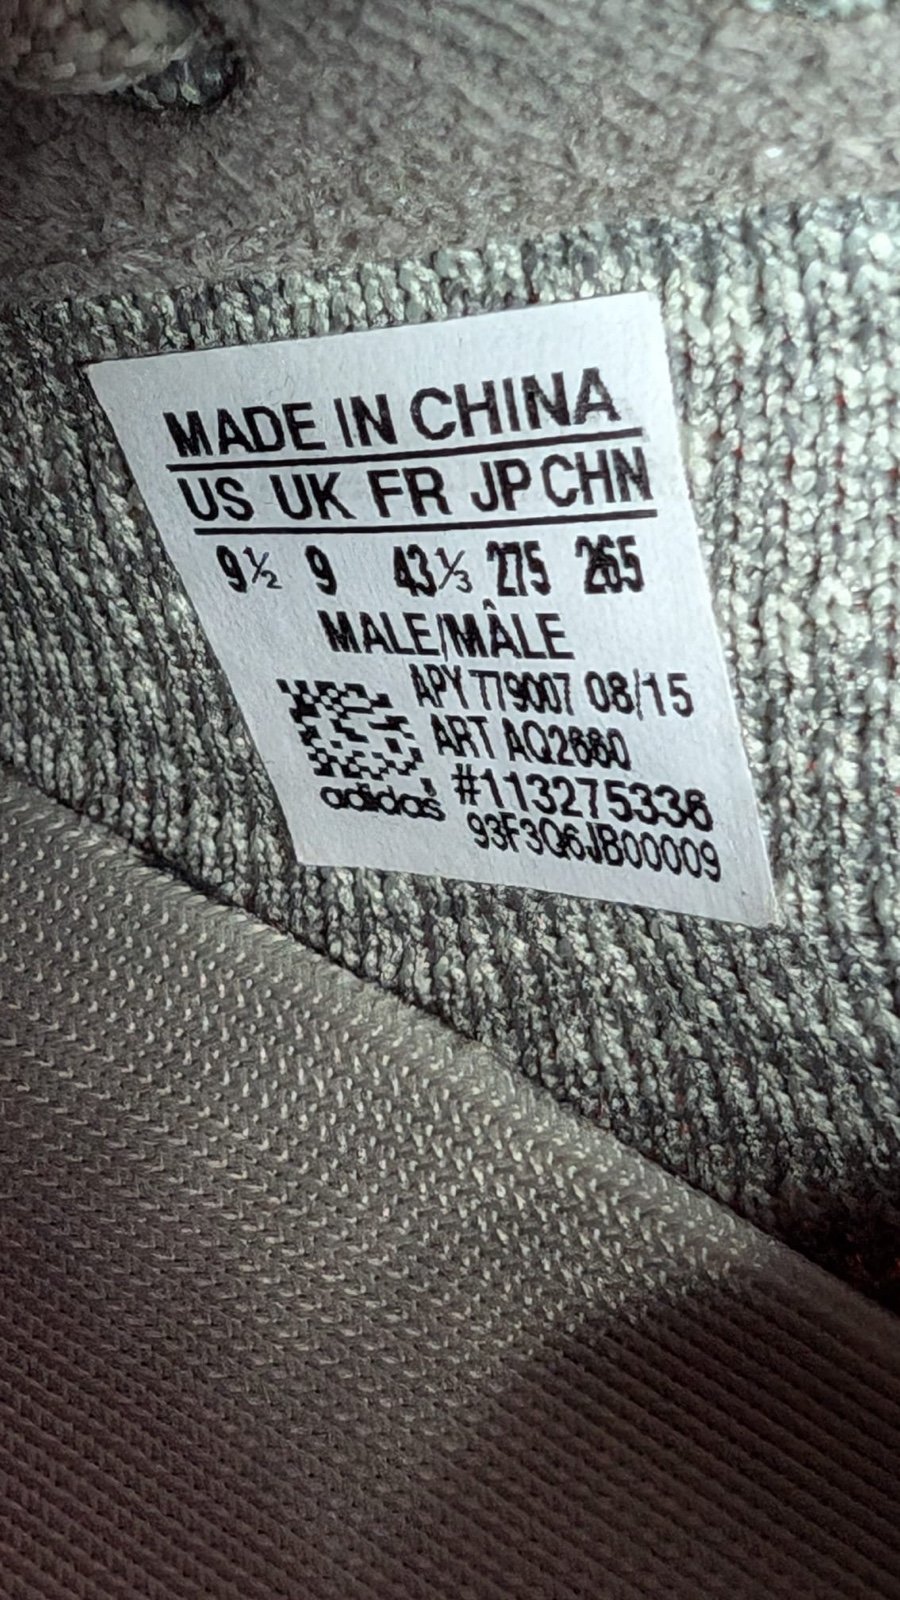 MADE IN CHINA
US UK FR JP CHN
9½ 9 43⅓ 275 265
MALE/MÂLE
APY 779007 08/15
ART AQ2660
#113275336
93F3Q6JB00009
adidas